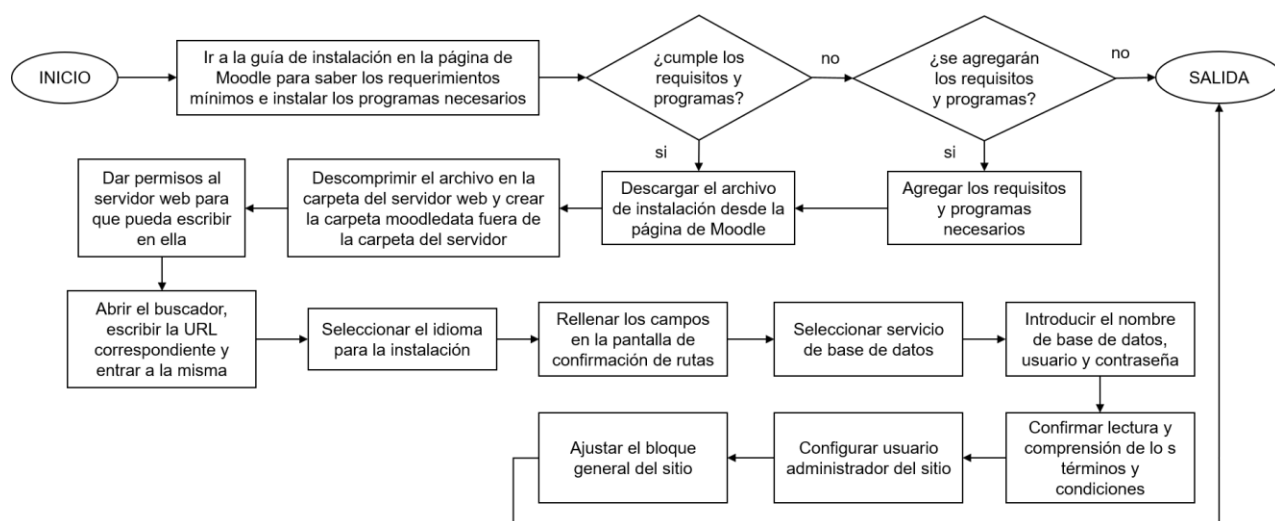 INICIO
Ir a la guía de instalación en la página de
Moodle para saber los requerimientos
mínimos e instalar los programas necesarios
¿cumple los
requisitos y
programas?
no
¿se agregarán
los requisitos
y programas?
no
SALIDA
si
si
Agregar los requisitos
y programas
necesarios
Descargar el archivo
de instalación desde la
página de Moodle
Descomprimir el archivo en la
carpeta del servidor web y crear
la carpeta moodledata fuera de
la carpeta del servidor
Dar permisos al
servidor web para
que pueda escribir
en ella
Abrir el buscador,
escribir la URL
correspondiente y
entrar a la misma
Seleccionar el idioma
para la instalación
Rellenar los campos
en la pantalla de
confirmación de rutas
Seleccionar servicio
de base de datos
Introducir el nombre
de base de datos,
usuario y contraseña
Confirmar lectura y
comprensión de lo s
términos y
condiciones
Configurar usuario
administrador del sitio
Ajustar el bloque
general del sitio